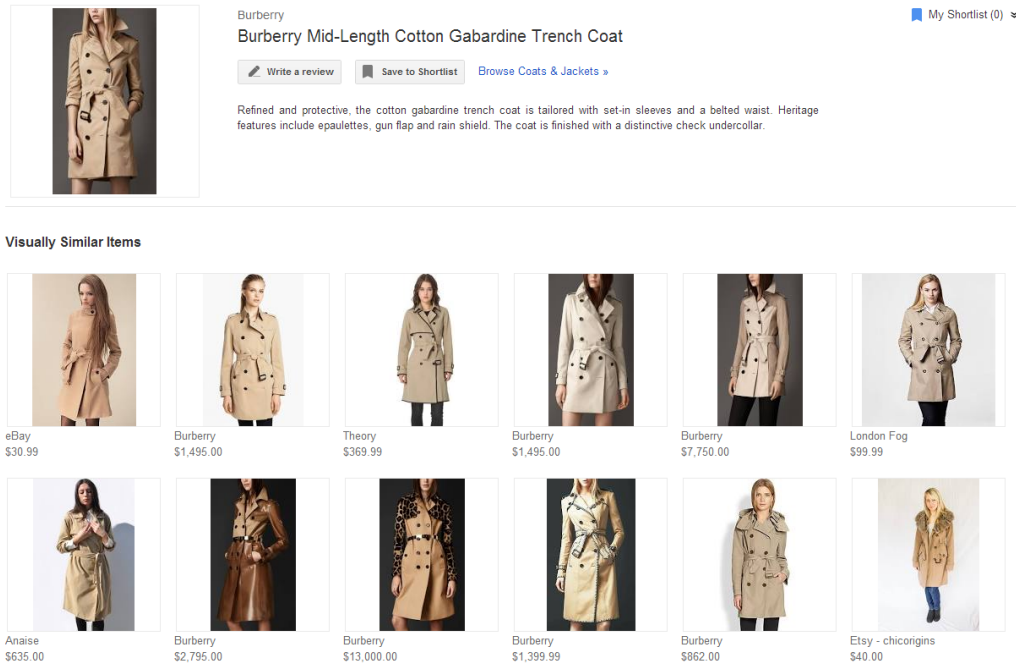 Burberry
My Shortlist (0)
Burberry Mid-Length Cotton Gabardine Trench Coat
Write a review
Save to Shortlist
Browse Coats & Jackets »
Refined and protective, the cotton gabardine trench coat is tailored with set-in sleeves and a belted waist. Heritage
features include epaulettes, gun flap and rain shield. The coat is finished with a distinctive check undercollar.
Visually Similar Items
eBay
$30.99
Burberry
$1,495.00
Theory
$369.99
Burberry
$1,495.00
Burberry
$7,750.00
London Fog
$99.99
Anaise
$635.00
Burberry
$2,795.00
Burberry
$13,000.00
Burberry
$1,399.99
Burberry
$862.00
Etsy - chicorigins
$40.00